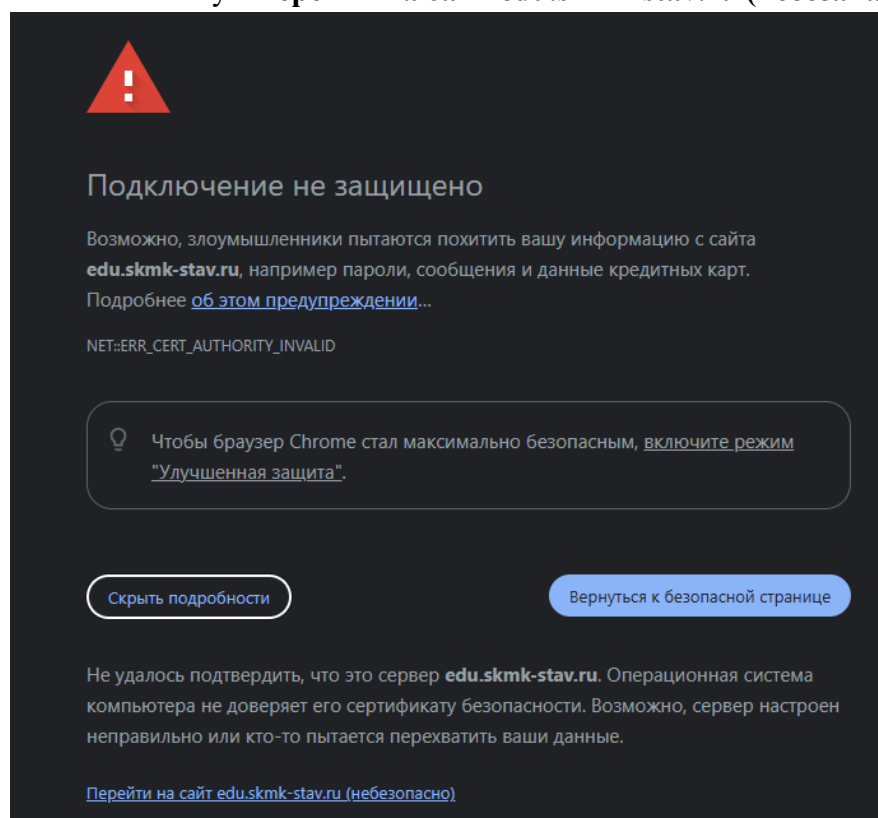 Подключение не защищено
Возможно, злоумышленники пытаются похитить вашу информацию с сайта
edu.skmk-stav.ru, например пароли, сообщения и данные кредитных карт.
Подробнее об этом предупреждении...
NET::ERR_CERT_AUTHORITY_INVALID
Чтобы браузер Chrome стал максимально безопасным, включите режим
"Улучшенная защита".
Скрыть подробности
Вернуться к безопасной странице
Не удалось подтвердить, что это сервер edu.skmk-stav.ru. Операционная система
компьютера не доверяет его сертификату безопасности. Возможно, сервер настроен
неправильно или кто-то пытается перехватить ваши данные.
Перейти на сайт edu.skmk-stav.ru (небезопасно)